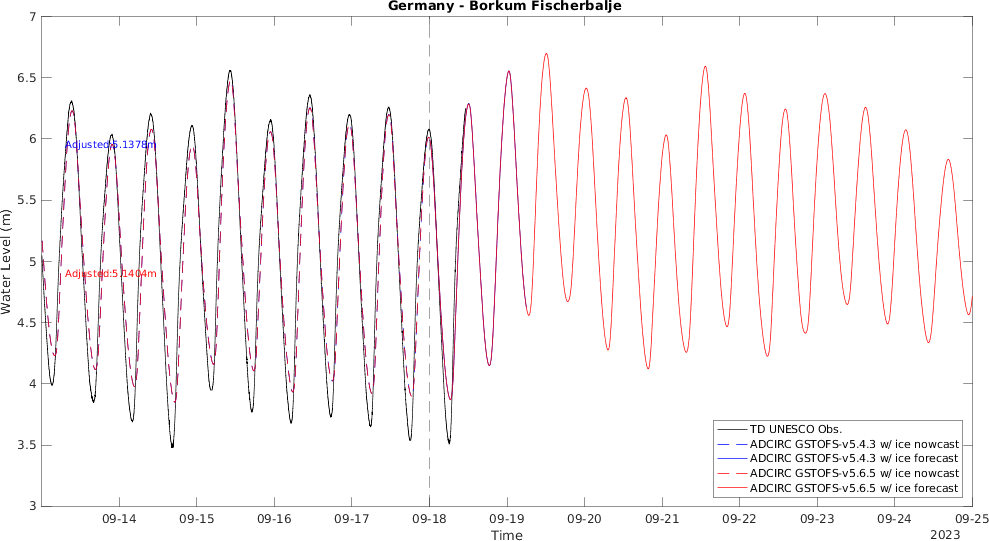 Germany - Borkum Fischerbalje
7
6.5
6
5.5
5
4.5
4
3.5
3
Water Level (m)
Adjusted:5.1378m
Adjusted:5.1404m
TD UNESCO Obs.
ADCIRC GSTOFS-v5.4.3 w/ ice nowcast
ADCIRC GSTOFS-v5.4.3 w/ ice forecast
ADCIRC GSTOFS-v5.6.5 w/ ice nowcast
ADCIRC GSTOFS-v5.6.5 w/ ice forecast
09-14 09-15 09-16 09-17 09-18 09-19 09-20 09-21 09-22 09-23 09-24 09-25
Time
2023